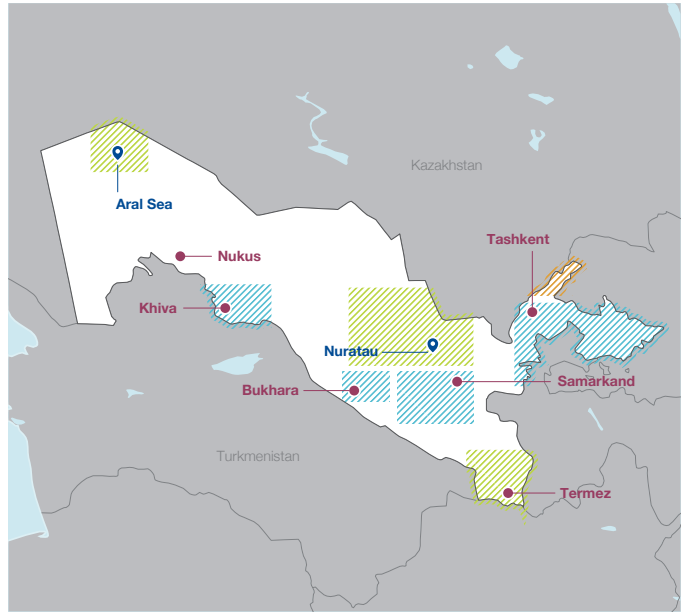 Kazakhstan
Aral Sea
Tashkent
Nukus
Khiva
Nuratau
Bukhara
Samarkand
Turkmenistan
Termez